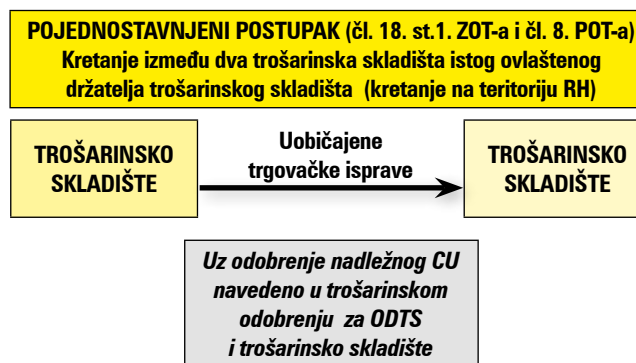 POJEDNOSTAVNJENI POSTUPAK (čl. 18. st.1. ZOT-a i čl. 8. POT-a)
Kretanje između dva trošarinska skladišta istog ovlaštenog
držatelja trošarinskog skladišta (kretanje na teritoriju RH)
TROŠARINSKO
SKLADIŠTE
Uobičajene
trgovačke isprave
TROŠARINSKO
SKLADIŠTE
Uz odobrenje nadležnog CU
navedeno u trošarinskom
odobrenju za ODTS
i trošarinsko skladište